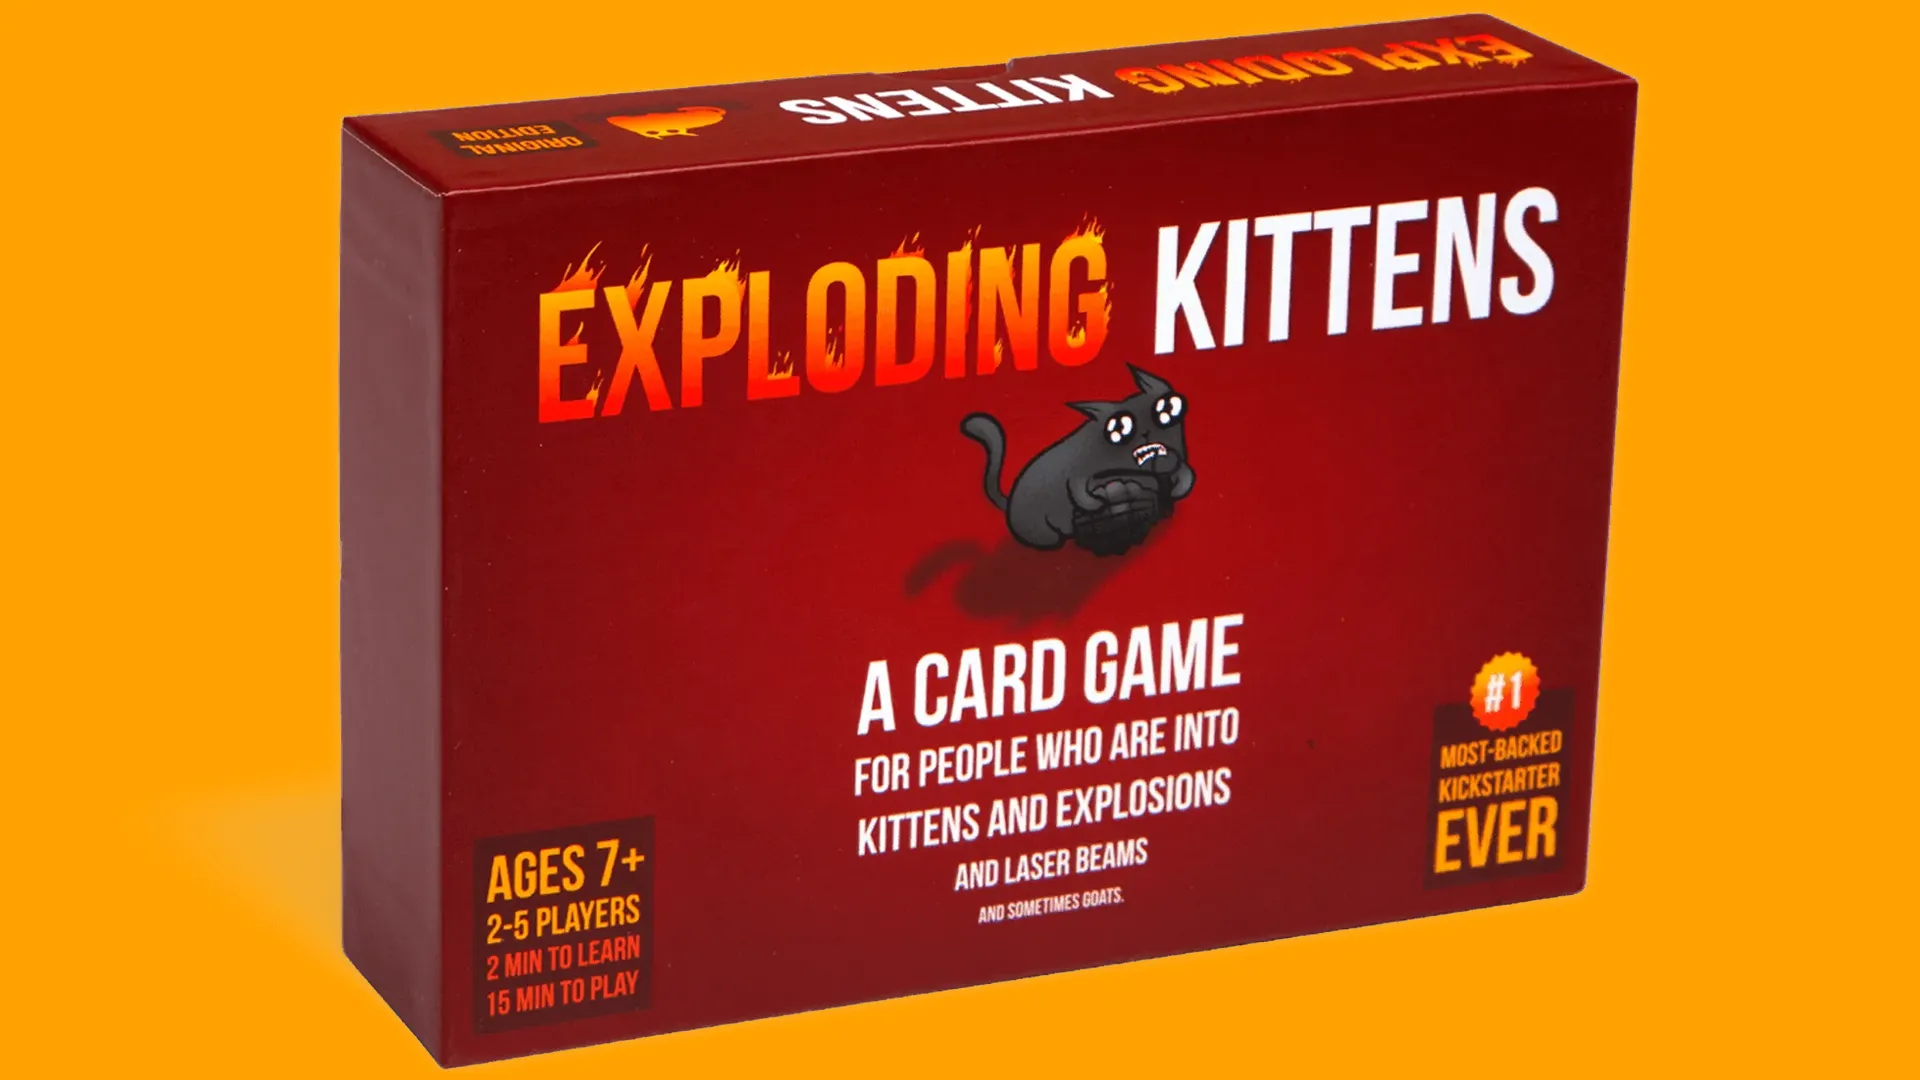 EXPLODING KITTENS
ORIGINAL
EDITION
EXPLODING KITTENS
A CARD GAME
FOR PEOPLE WHO ARE INTO
KITTENS AND EXPLOSIONS
AND LASER BEAMS
AND SOMETIMES GOATS.
AGES 7+
2-5 PLAYERS
2 MIN TO LEARN
15 MIN TO PLAY
#1
MOST-BACKED
KICKSTARTER
EVER